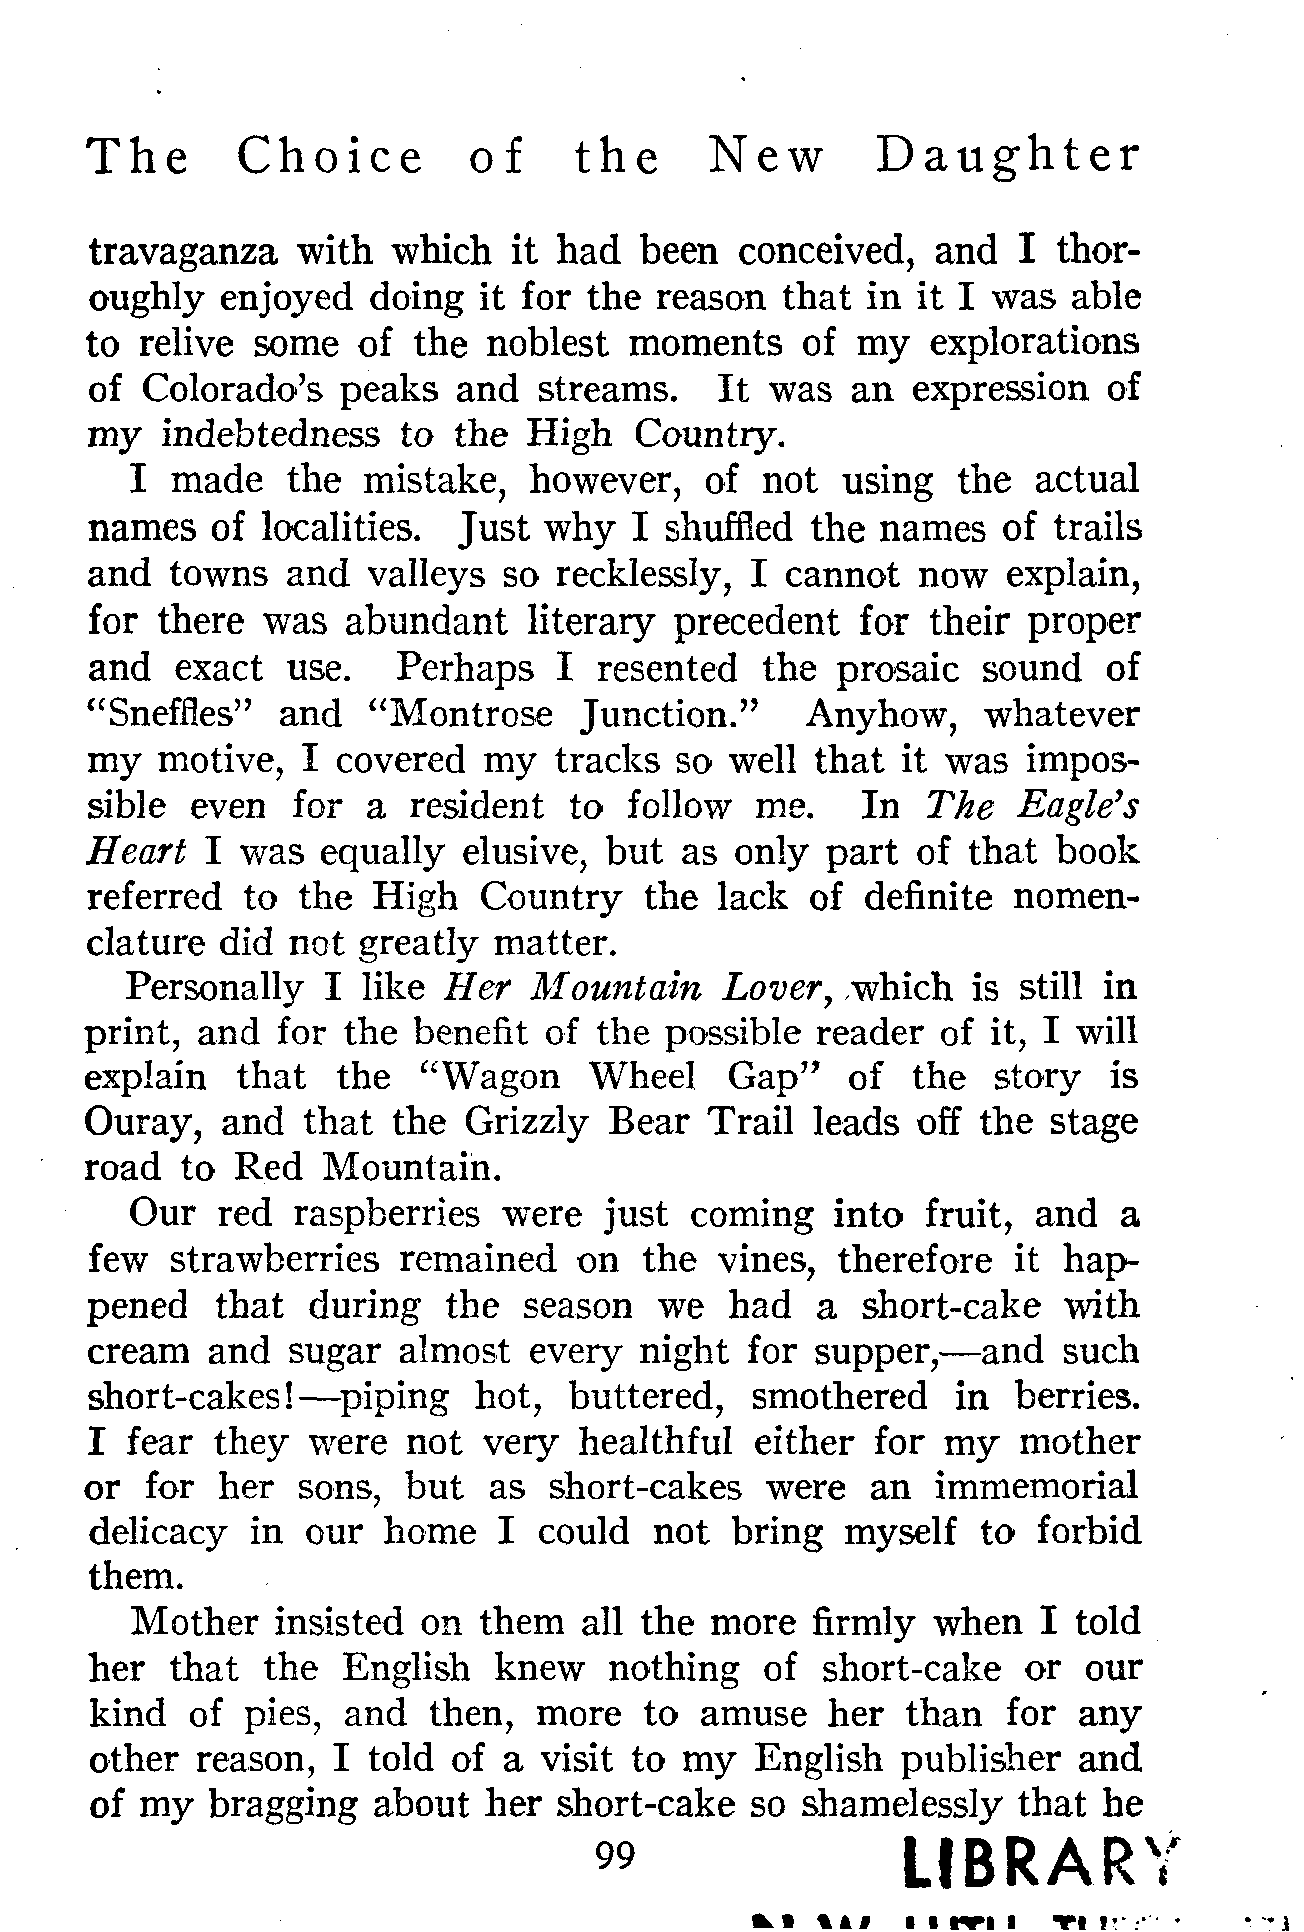 The Choice of the New Daughter
travaganza with which it had been conceived, and I thor-
oughly enjoyed doing it for the reason that in it I was able
to relive some of the noblest moments of my explorations
of Colorado's peaks and streams. It was an expression of
my indebtedness to the High Country.
I made the mistake, however, of not using the actual
names of localities. Just why I shuffled the names of trails
and towns and valleys so recklessly, I cannot now explain,
for there was abundant literary precedent for their proper
and exact use. Perhaps I resented the prosaic sound of
"Sneffles" and "Montrose Junction." Anyhow, whatever
my motive, I covered my tracks so well that it was impos-
sible even for a resident to follow me. In The Eagle's
Heart I was equally elusive, but as only part of that book
referred to the High Country the lack of definite nomen-
clature did not greatly matter.
Personally I like Her Mountain Lover, which is still in
print, and for the benefit of the possible reader of it, I will
explain that the "Wagon Wheel Gap" of the story is
Ouray, and that the Grizzly Bear Trail leads off the stage
road to Red Mountain.
Our red raspberries were just coming into fruit, and a
few strawberries remained on the vines, therefore it hap-
pened that during the season we had a short-cake with
cream and sugar almost every night for supper,—and such
short-cakes!—piping hot, buttered, smothered in berries.
I fear they were not very healthful either for my mother
or for her sons, but as short-cakes were an immemorial
delicacy in our home I could not bring myself to forbid
them.
Mother insisted on them all the more firmly when I told
her that the English knew nothing of short-cake or our
kind of pies, and then, more to amuse her than for any
other reason, I told of a visit to my English publisher and
of my bragging about her short-cake so shamelessly that he
99
LIBRARY